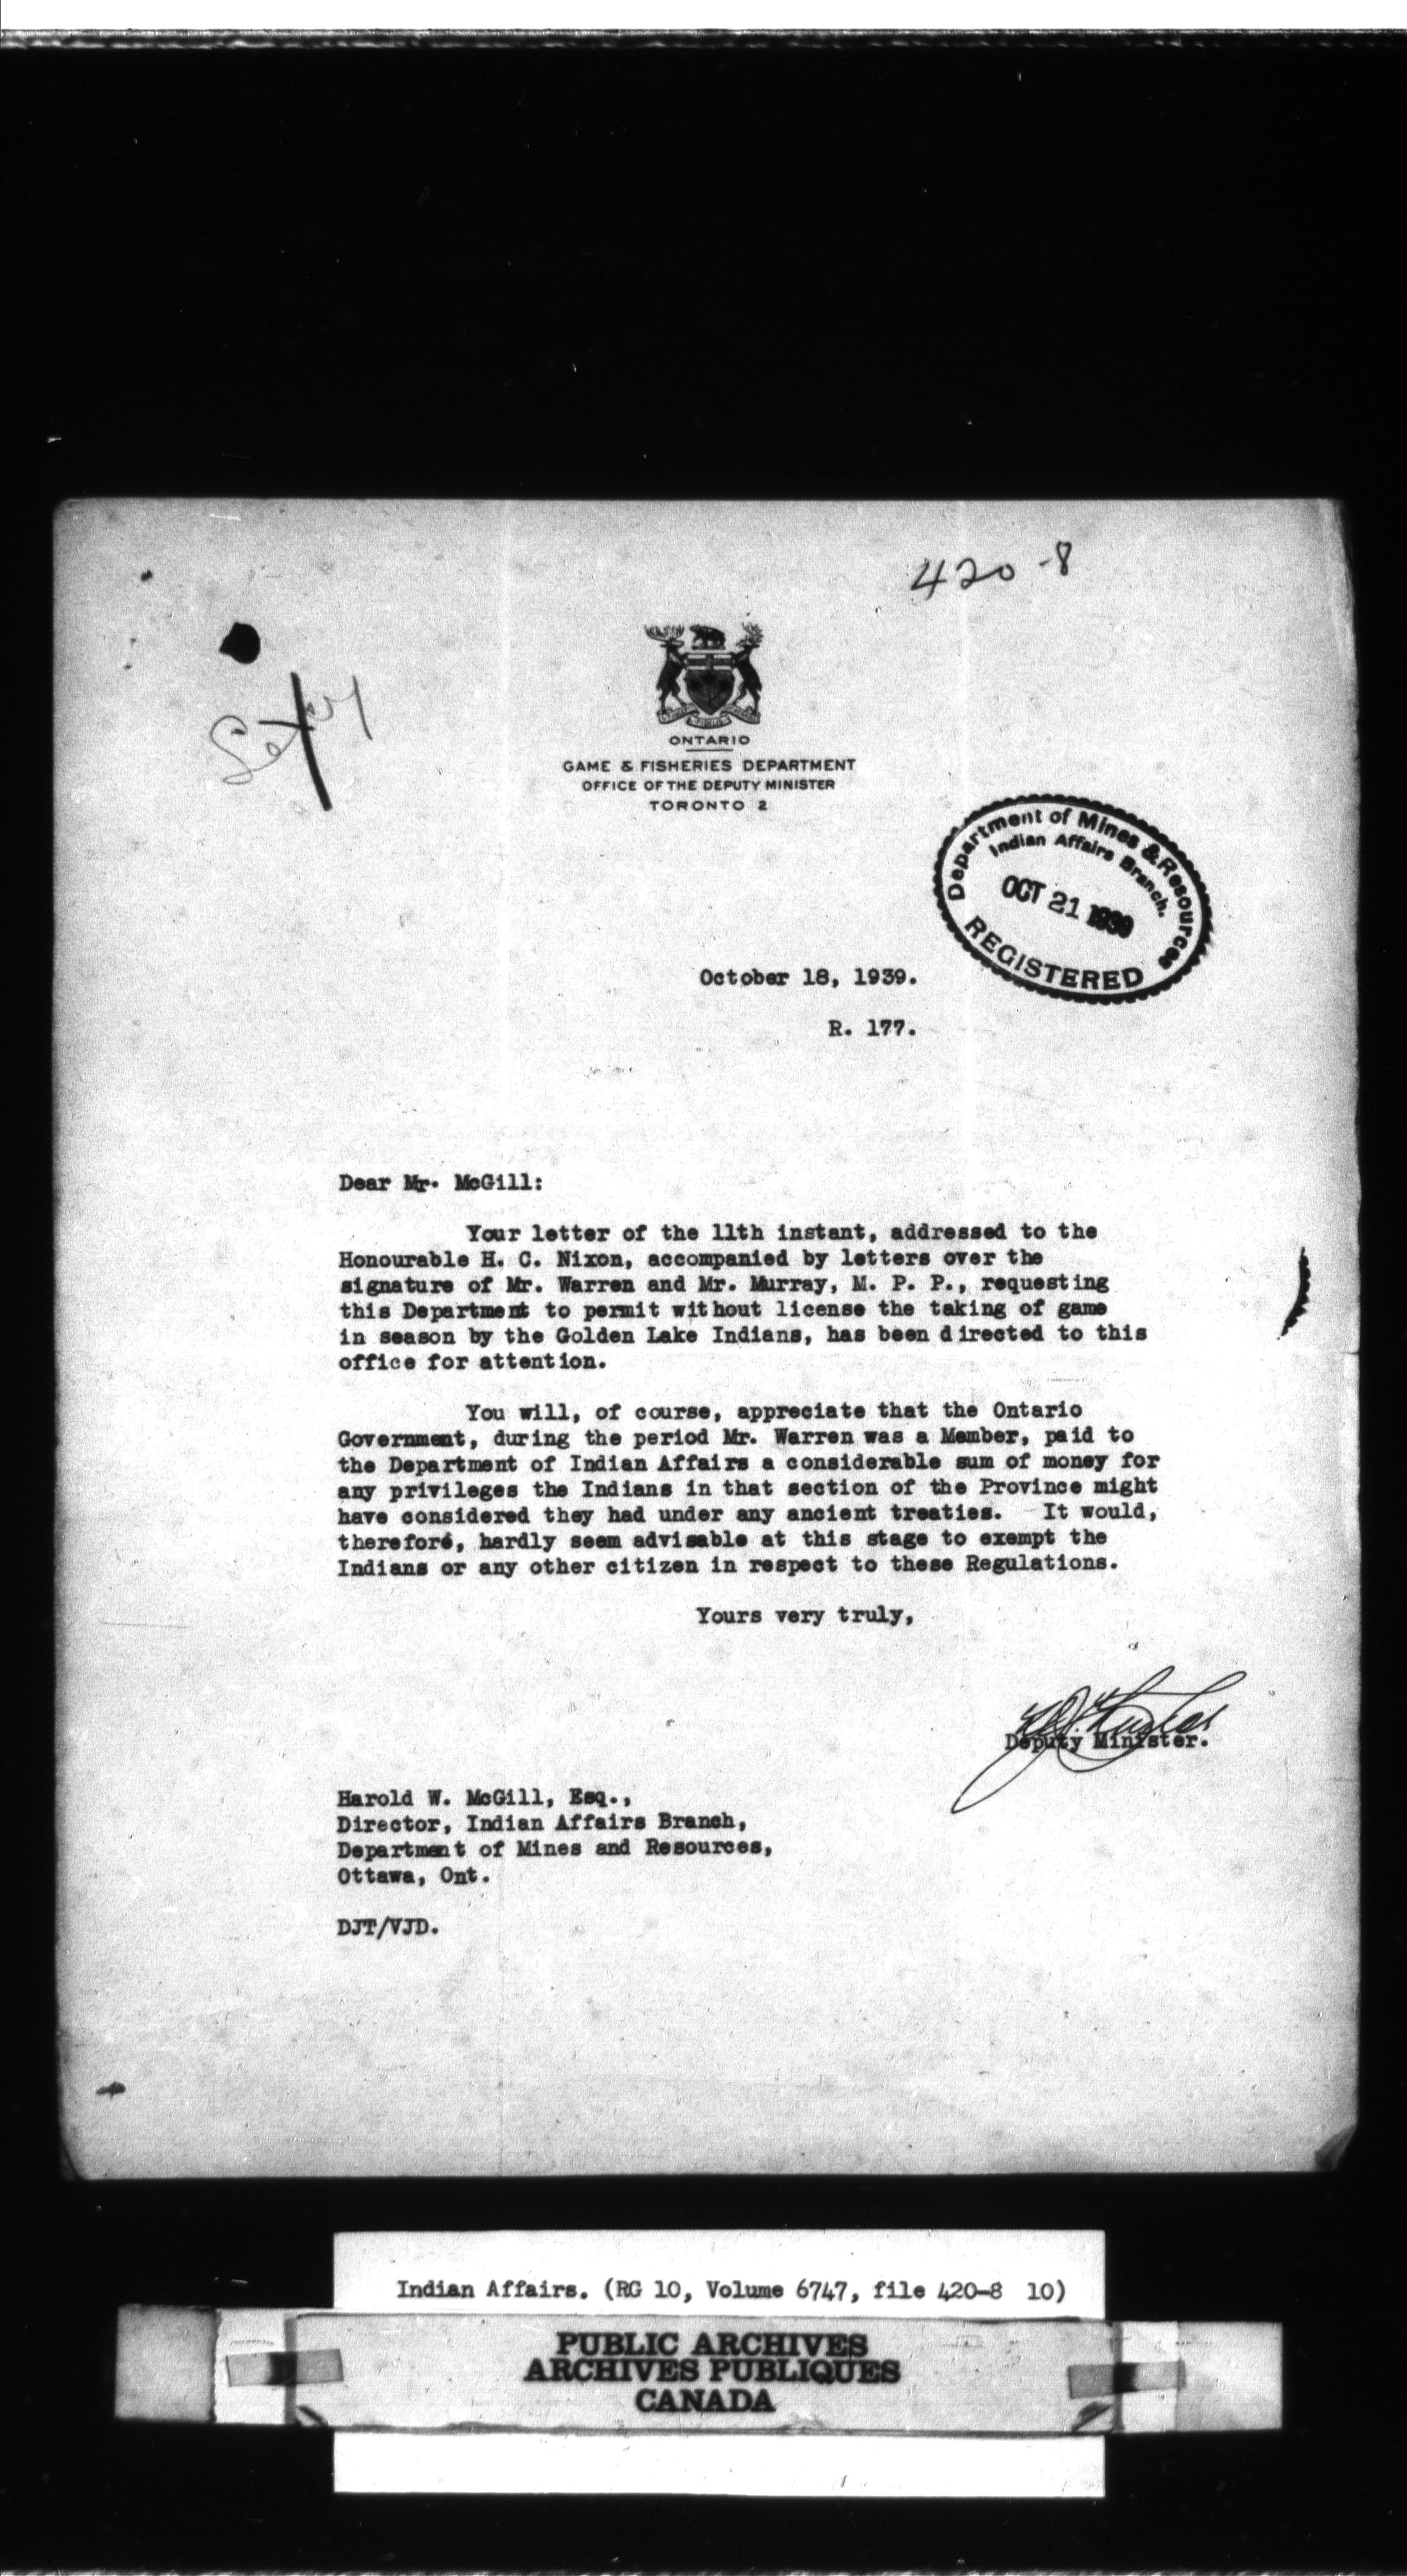 420-8
ONTARIO
GAME & FISHERIES DEPARTMENT
OFFICE OF THE DEPUTY MINISTER
TORONTO 2
Department of Mines & Resources
Indian Affairs Branch.
OCT 21 1939
REGISTERED
October 18, 1939.
R. 177.
Dear Mr. McGill:
Your letter of the 11th instant, addressed to the
Honourable H. C. Nixon, accompanied by letters over the
signature of Mr. Warren and Mr. Murray, M. P. P., requesting
this Department to permit without license the taking of game
in season by the Golden Lake Indians, has been directed to this
office for attention.
You will, of course, appreciate that the Ontario
Government, during the period Mr. Warren was a Member, paid to
the Department of Indian Affairs a considerable sum of money for
any privileges the Indians in that section of the Province might
have considered they had under any ancient treaties. It would,
therefore, hardly seem advisable at this stage to exempt the
Indians or any other citizen in respect to these Regulations.
Yours very truly,
Deputy Minister.
Harold W. McGill, Esq.,
Director, Indian Affairs Branch,
Department of Mines and Resources,
Ottawa, Ont.
DJT/VJD.
Indian Affairs. (RG 10, Volume 6747, file 420-8 10)
PUBLIC ARCHIVES
ARCHIVES PUBLIQUES
CANADA